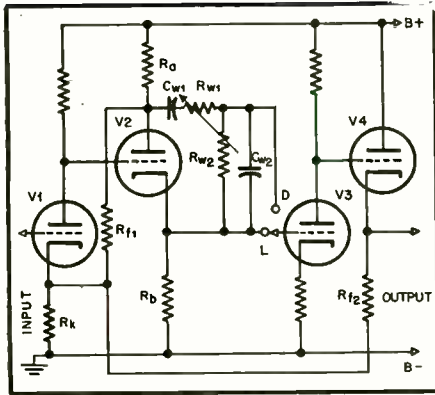 B+
Ra
Cw1
Rw1
V2
V4
Rw2
Cw2
D
V3
V1
Rf1
L
INPUT
Rb
Rf2
OUTPUT
Rk
B-